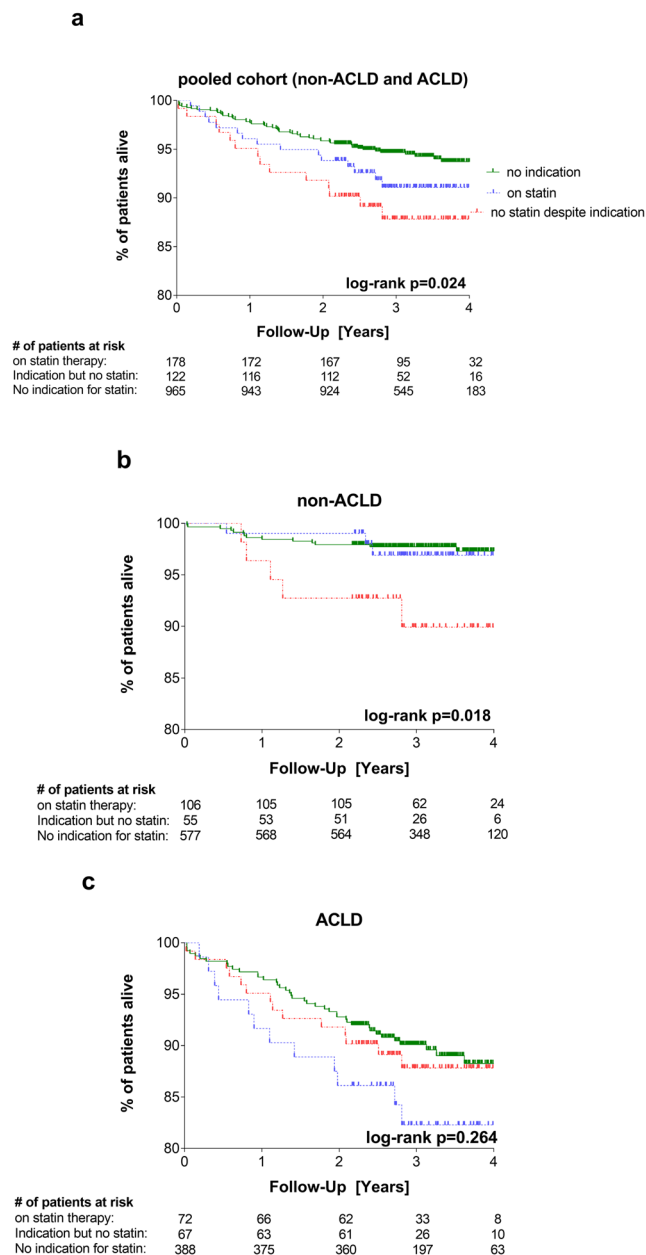 a
pooled cohort (non-ACLD and ACLD)
100
95
90
85
80
% of patients alive
no indication
on statin
no statin despite indication
log-rank p=0.024
0 1 2 3 4
Follow-Up [Years]
# of patients at risk
on statin therapy: 178 172 167 95 32
Indication but no statin: 122 116 112 52 16
No indication for statin: 965 943 924 545 183
b
non-ACLD
100
95
90
85
80
% of patients alive
log-rank p=0.018
0 1 2 3 4
Follow-Up [Years]
# of patients at risk
on statin therapy: 106 105 105 62 24
Indication but no statin: 55 53 51 26 6
No indication for statin: 577 568 564 348 120
c
ACLD
100
95
90
85
80
% of patients alive
log-rank p=0.264
0 1 2 3 4
Follow-Up [Years]
# of patients at risk
on statin therapy: 72 66 62 33 8
Indication but no statin: 67 63 61 26 10
No indication for statin: 388 375 360 197 63